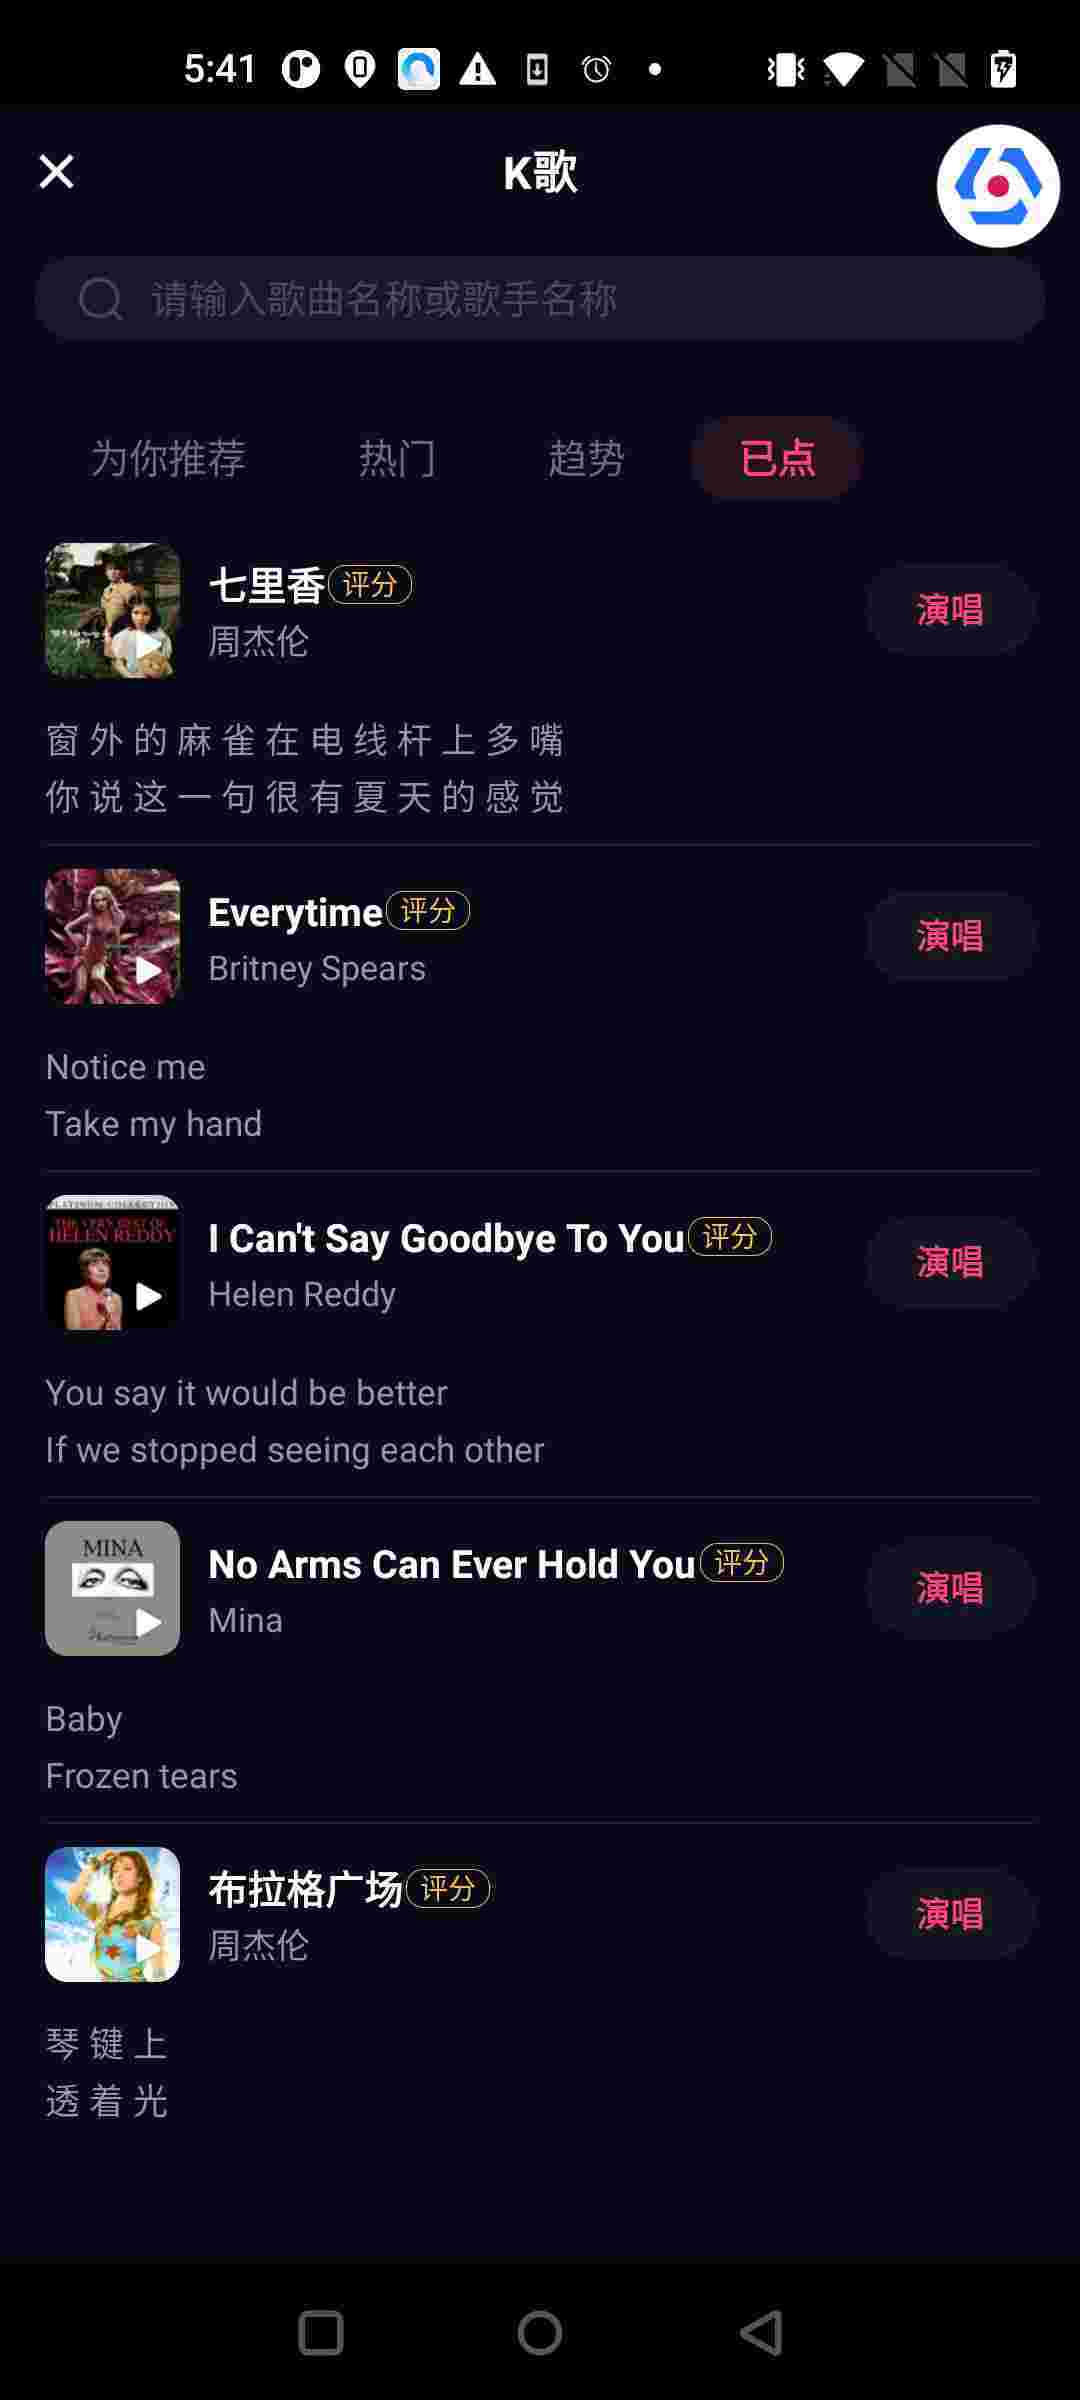 5:41
K歌
请输入歌曲名称或歌手名称
为你推荐 热门 趋势 已点
七里香 评分
周杰伦
演唱
窗外的麻雀在电线杆上多嘴
你说这一句很有夏天的感觉
Everytime 评分
Britney Spears
演唱
Notice me
Take my hand
THE VERY BEST OF
HELEN REDDY
I Can't Say Goodbye To You 评分
Helen Reddy
演唱
You say it would be better
If we stopped seeing each other
MINA
No Arms Can Ever Hold You 评分
Mina
演唱
Baby
Frozen tears
布拉格广场 评分
周杰伦
演唱
琴键上
透着光